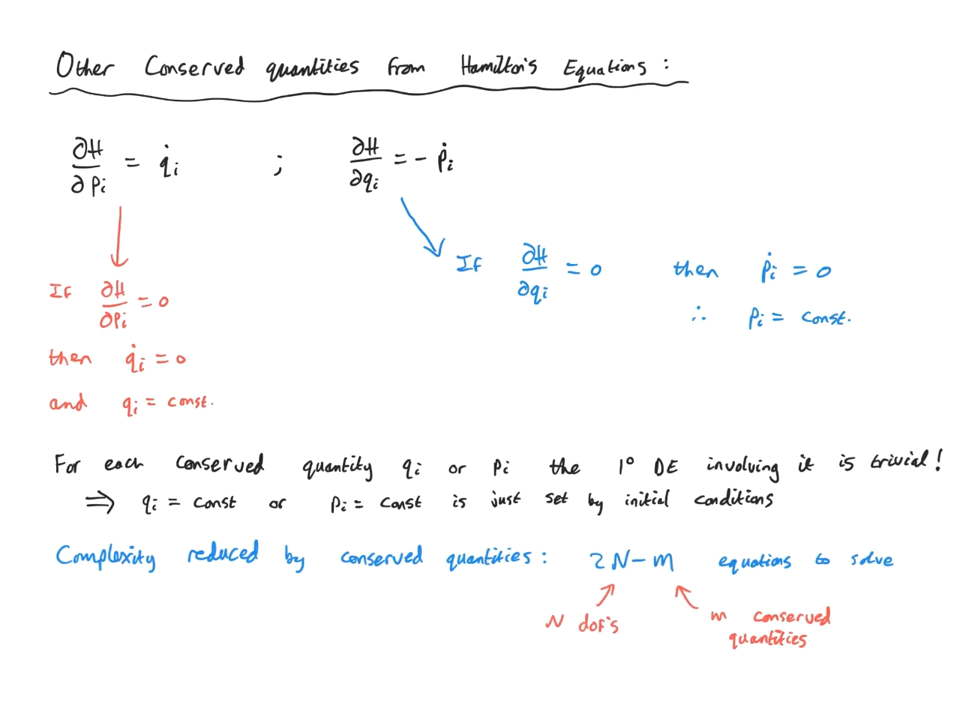 Other Conserved quantities from Hamilton's Equations :
∂H/∂pᵢ = q̇ᵢ ; ∂H/∂qᵢ = - ṗᵢ
If ∂H/∂qᵢ = 0 then ṗᵢ = 0
∴ pᵢ = const.
If ∂H/∂pᵢ = 0
then q̇ᵢ = 0
and qᵢ = const.
For each conserved quantity qᵢ or pᵢ the 1° DE involving it is trivial!
⇒ qᵢ = const or pᵢ = const is just set by initial conditions
Complexity reduced by conserved quantities : 2N-m equations to solve
N dof's
m conserved
quantities